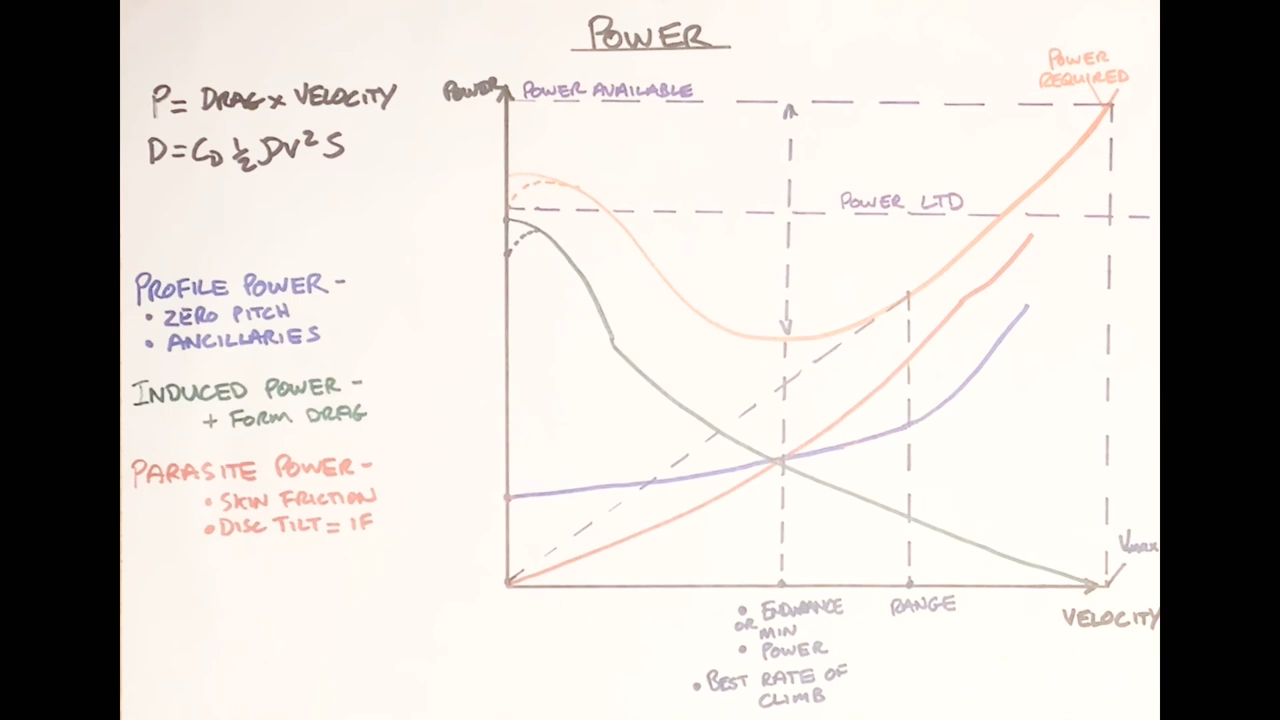 POWER
P = DRAG x VELOCITY
D = CD ½ρV²S
PROFILE POWER -
• ZERO PITCH
• ANCILLARIES
INDUCED POWER -
+ FORM DRAG
PARASITE POWER -
• SKIN FRICTION
• DISC TILT = IF
POWER
POWER AVAILABLE
POWER
REQUIRED
POWER LTD
VMAX
VELOCITY
• ENDURANCE
OR MIN
• POWER
• BEST RATE OF
CLIMB
RANGE